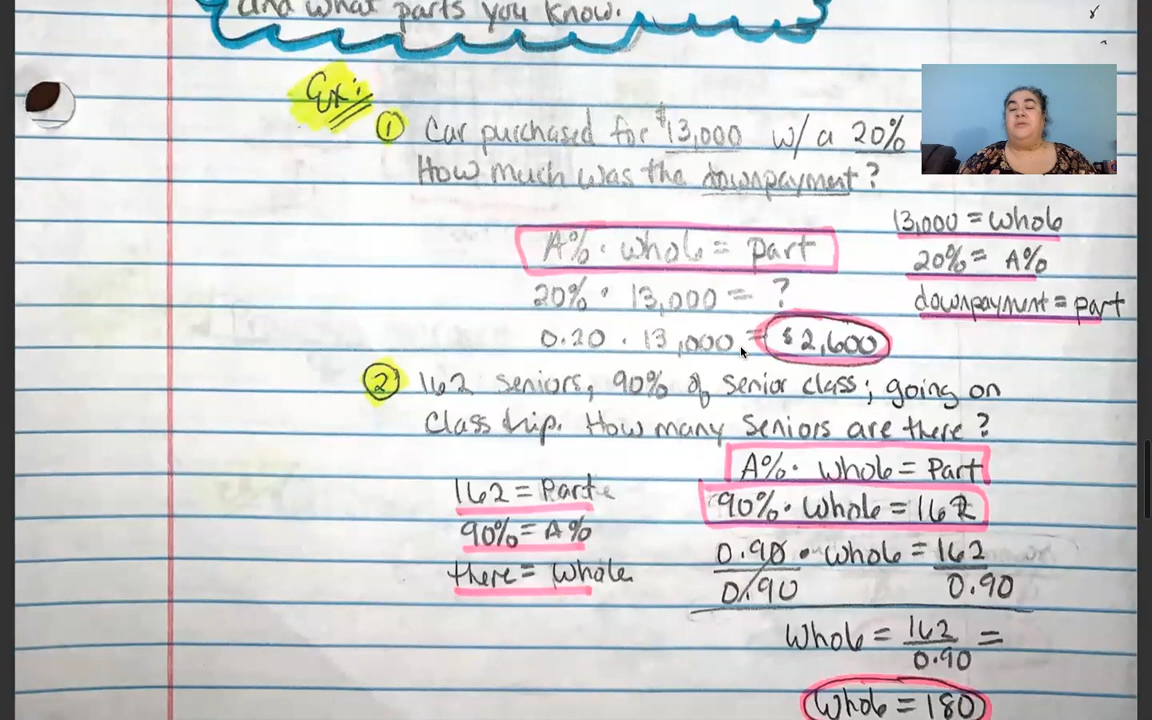 and what parts you know.
Ex:
① Car purchased for $13,000 w/ a 20%
How much was the downpayment?
13,000 = whole
A% · whole = part
20% = A%
20% · 13,000 = ?
downpayment = part
0.20 · 13,000 = $2,600
② 162 seniors, 90% of senior class; going on
Class trip. How many seniors are there?
A% · whole = Part
162 = Part
90% · Whole = 162
90% = A%
0.90 · whole = 162
there = whole
0.90 0.90
Whole = 162 =
0.90
Whole = 180